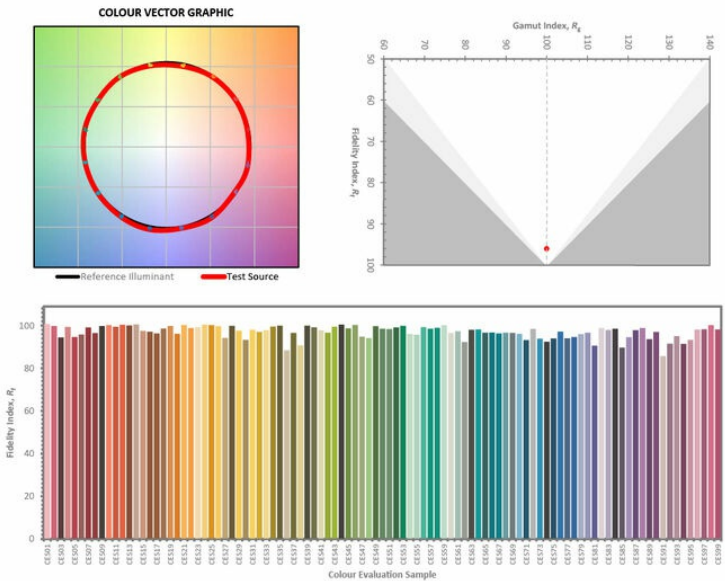 COLOUR VECTOR GRAPHIC
Reference Illuminant
Test Source
Gamut Index, Rg
60 70 80 90 100 110 120 130 140
Fidelity Index, Rf
50
60
70
80
90
100
Fidelity Index, Rf
100
80
60
40
20
0
CES01 CES03 CES05 CES07 CES09 CES11 CES13 CES15 CES17 CES19 CES21 CES23 CES25 CES27 CES29 CES31 CES33 CES35 CES37 CES39 CES41 CES43 CES45 CES47 CES49 CES51 CES53 CES55 CES57 CES59 CES61 CES63 CES65 CES67 CES69 CES71 CES73 CES75 CES77 CES79 CES81 CES83 CES85 CES87 CES89 CES91 CES93 CES95 CES97 CES99
Colour Evaluation Sample